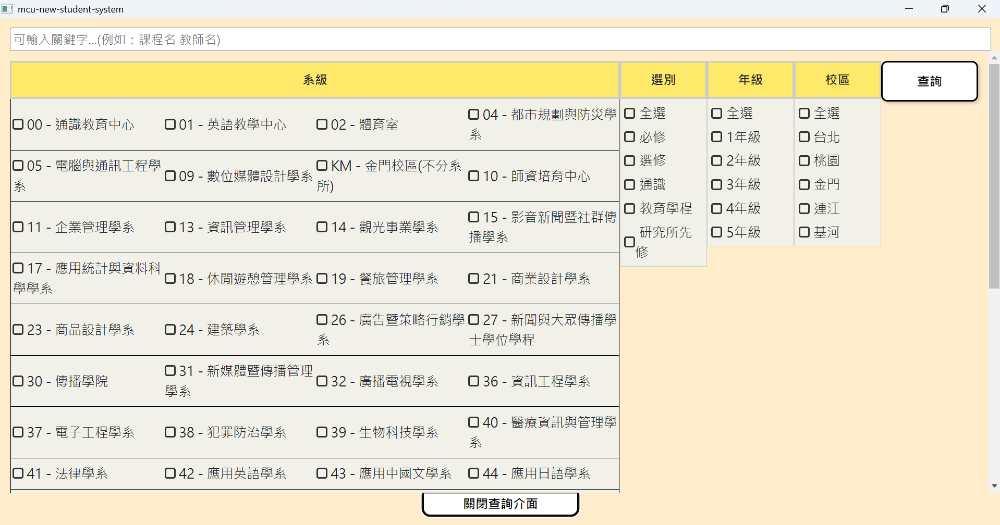 mcu-new-student-system
可輸入關鍵字...(例如：課程名 教師名)
系級 選別 年級 校區 查詢
00 - 通識教育中心 01 - 英語教學中心 02 - 體育室 04 - 都市規劃與防災學
系
05 - 電腦與通訊工程學
系 09 - 數位媒體設計學系 KM - 金門校區(不分系
所) 10 - 師資培育中心
11 - 企業管理學系 13 - 資訊管理學系 14 - 觀光事業學系 15 - 影音新聞暨社群傳
播學系
17 - 應用統計與資料科
學學系 18 - 休閒遊憩管理學系 19 - 餐旅管理學系 21 - 商業設計學系
23 - 商品設計學系 24 - 建築學系 26 - 廣告暨策略行銷學
系 27 - 新聞與大眾傳播學
士學位學程
30 - 傳播學院 31 - 新媒體暨傳播管理
學系 32 - 廣播電視學系 36 - 資訊工程學系
37 - 電子工程學系 38 - 犯罪防治學系 39 - 生物科技學系 40 - 醫療資訊與管理學
系
41 - 法律學系 42 - 應用英語學系 43 - 應用中國文學系 44 - 應用日語學系
全選
必修
選修
通識
教育學程
研究所先
修
全選
1年級
2年級
3年級
4年級
5年級
全選
台北
桃園
金門
連江
基河
關閉查詢介面